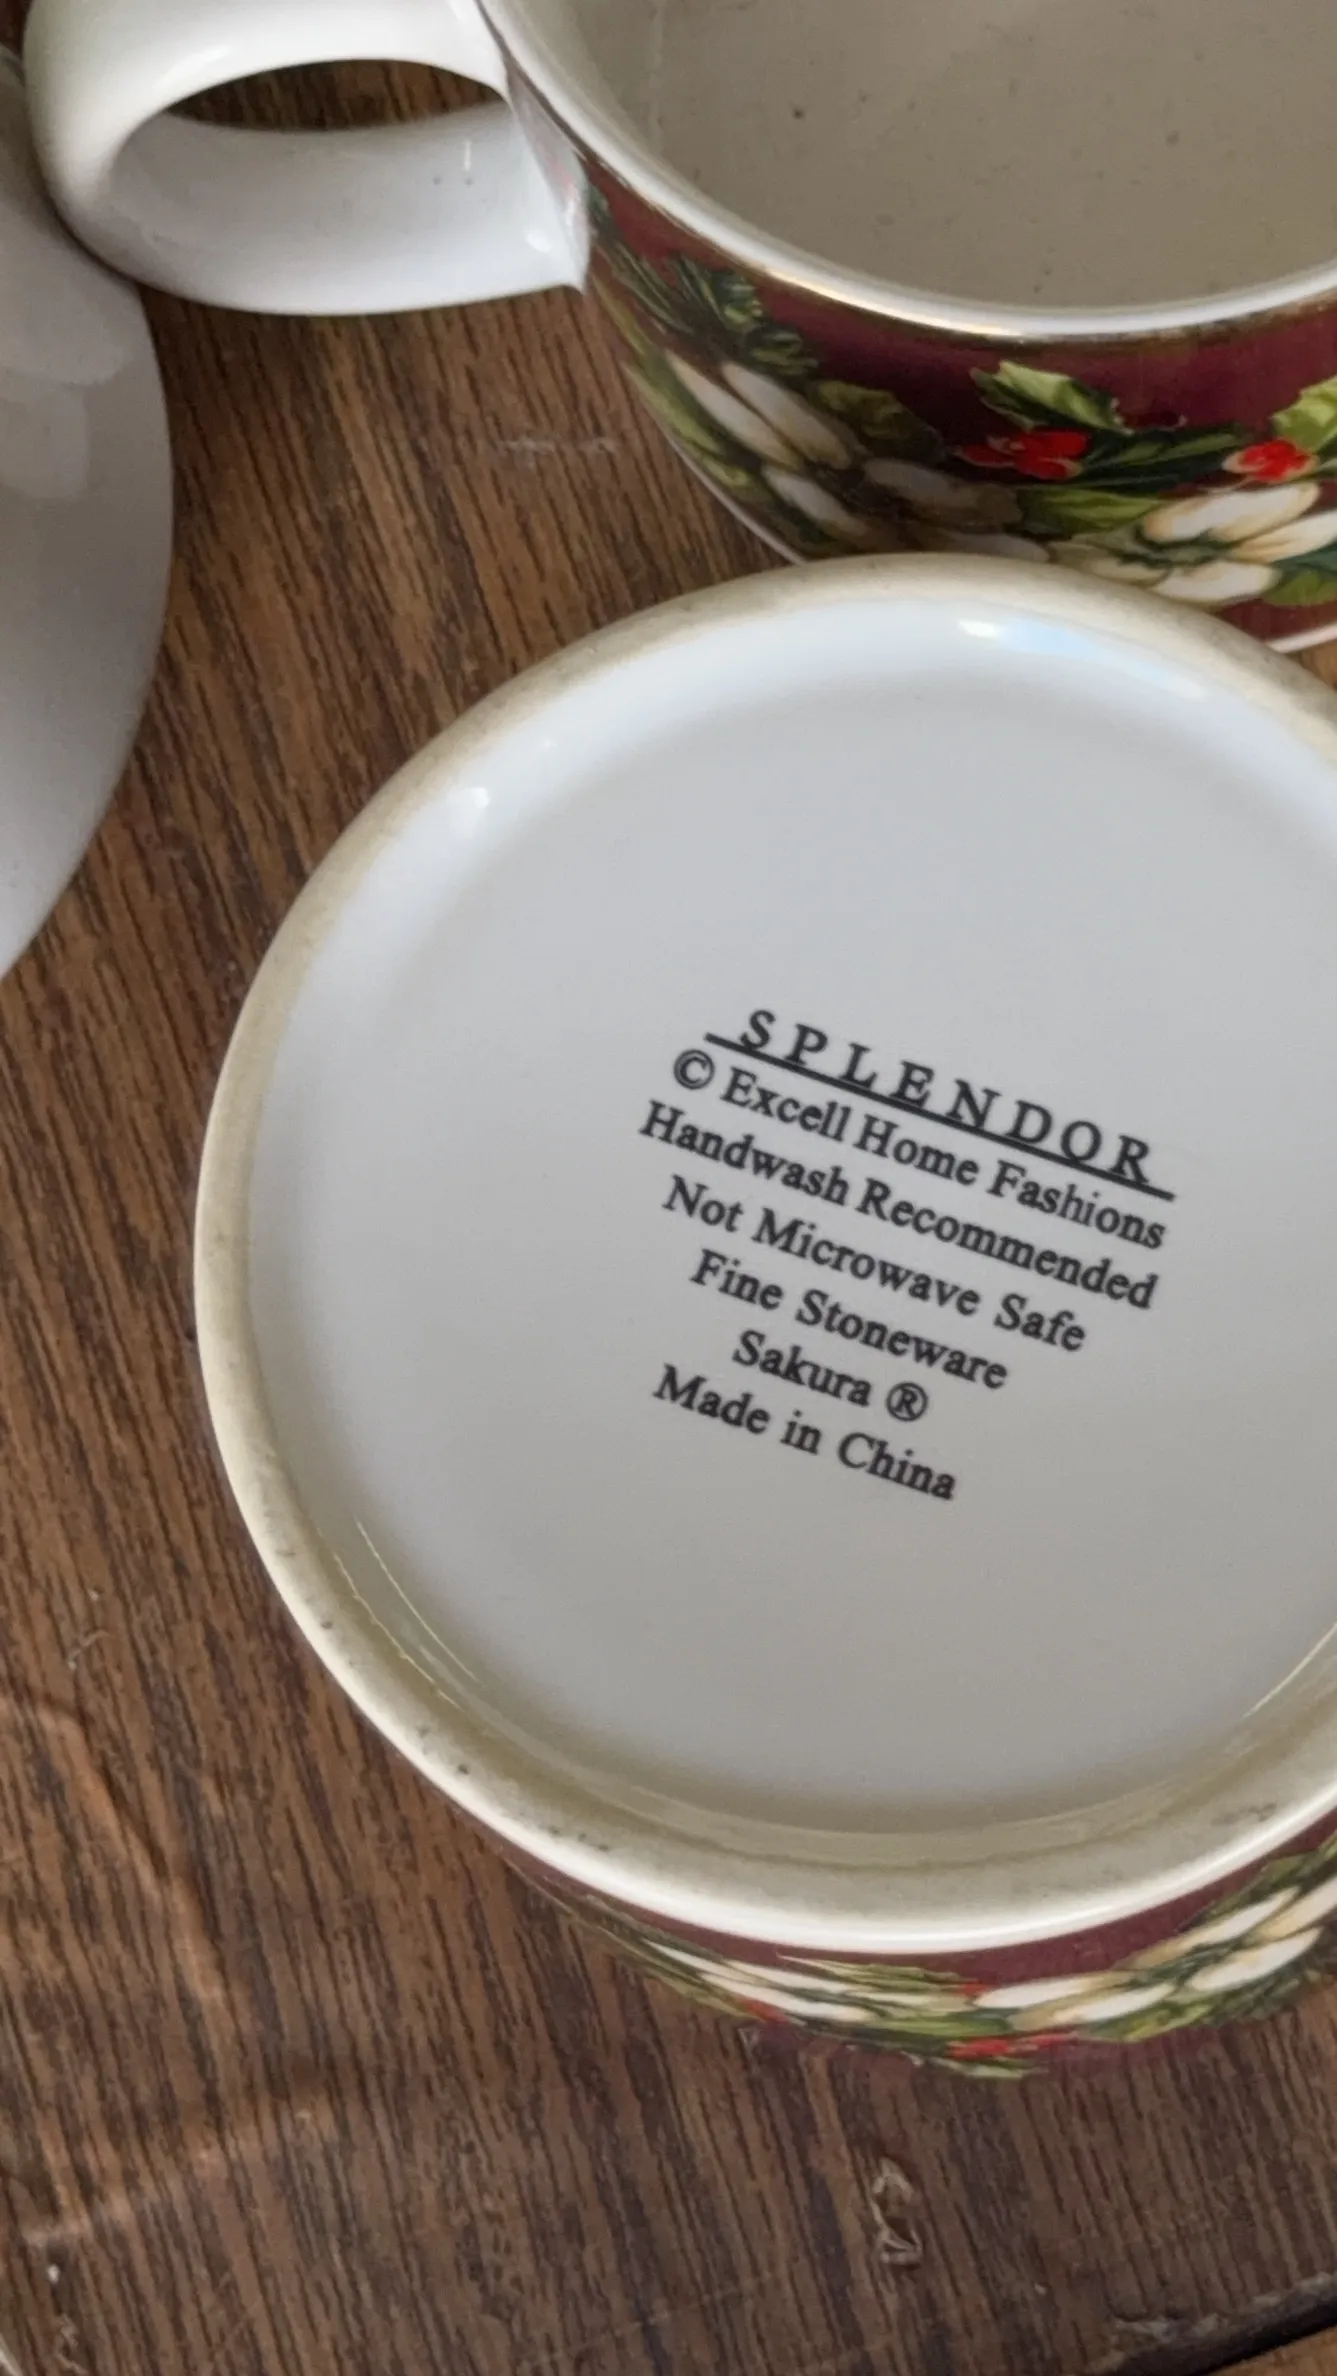 SPLENDOR
© Excell Home Fashions
Handwash Recommended
Not Microwave Safe
Fine Stoneware
Sakura ®
Made in China